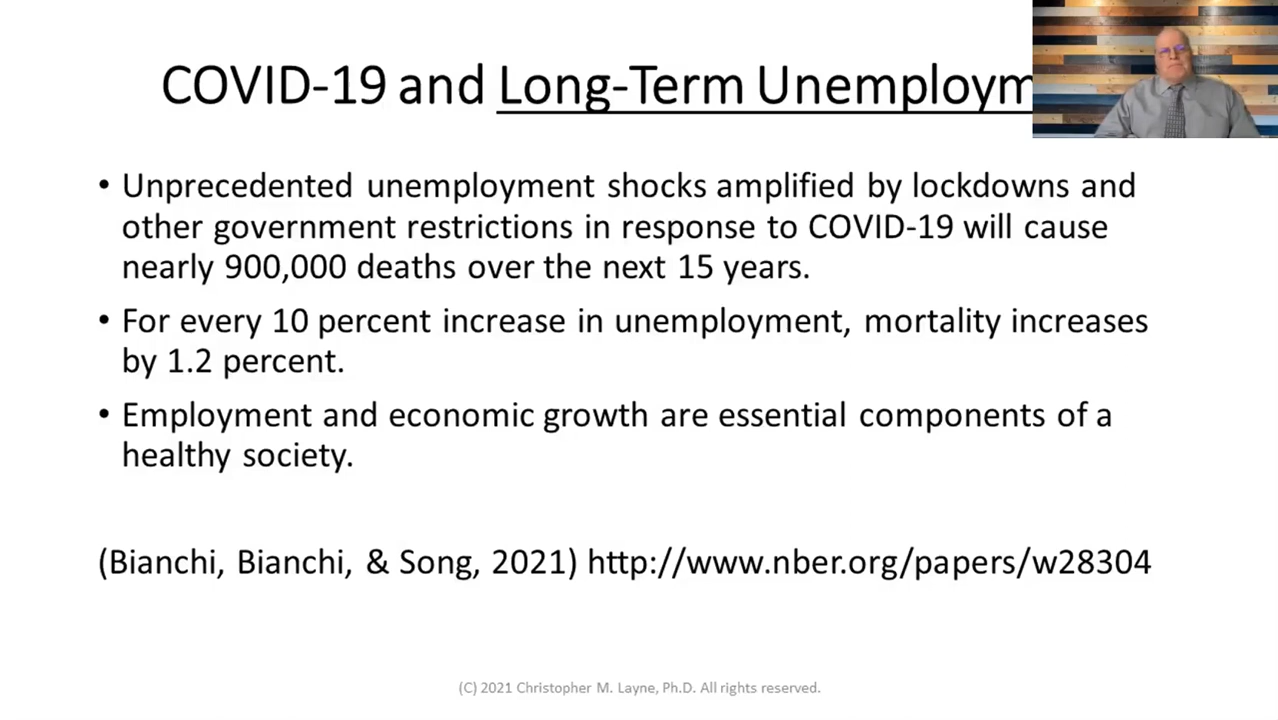 COVID-19 and Long-Term Unemploym
• Unprecedented unemployment shocks amplified by lockdowns and
other government restrictions in response to COVID-19 will cause
nearly 900,000 deaths over the next 15 years.
• For every 10 percent increase in unemployment, mortality increases
by 1.2 percent.
• Employment and economic growth are essential components of a
healthy society.
(Bianchi, Bianchi, & Song, 2021) http://www.nber.org/papers/w28304
(C) 2021 Christopher M. Layne, Ph.D. All rights reserved.